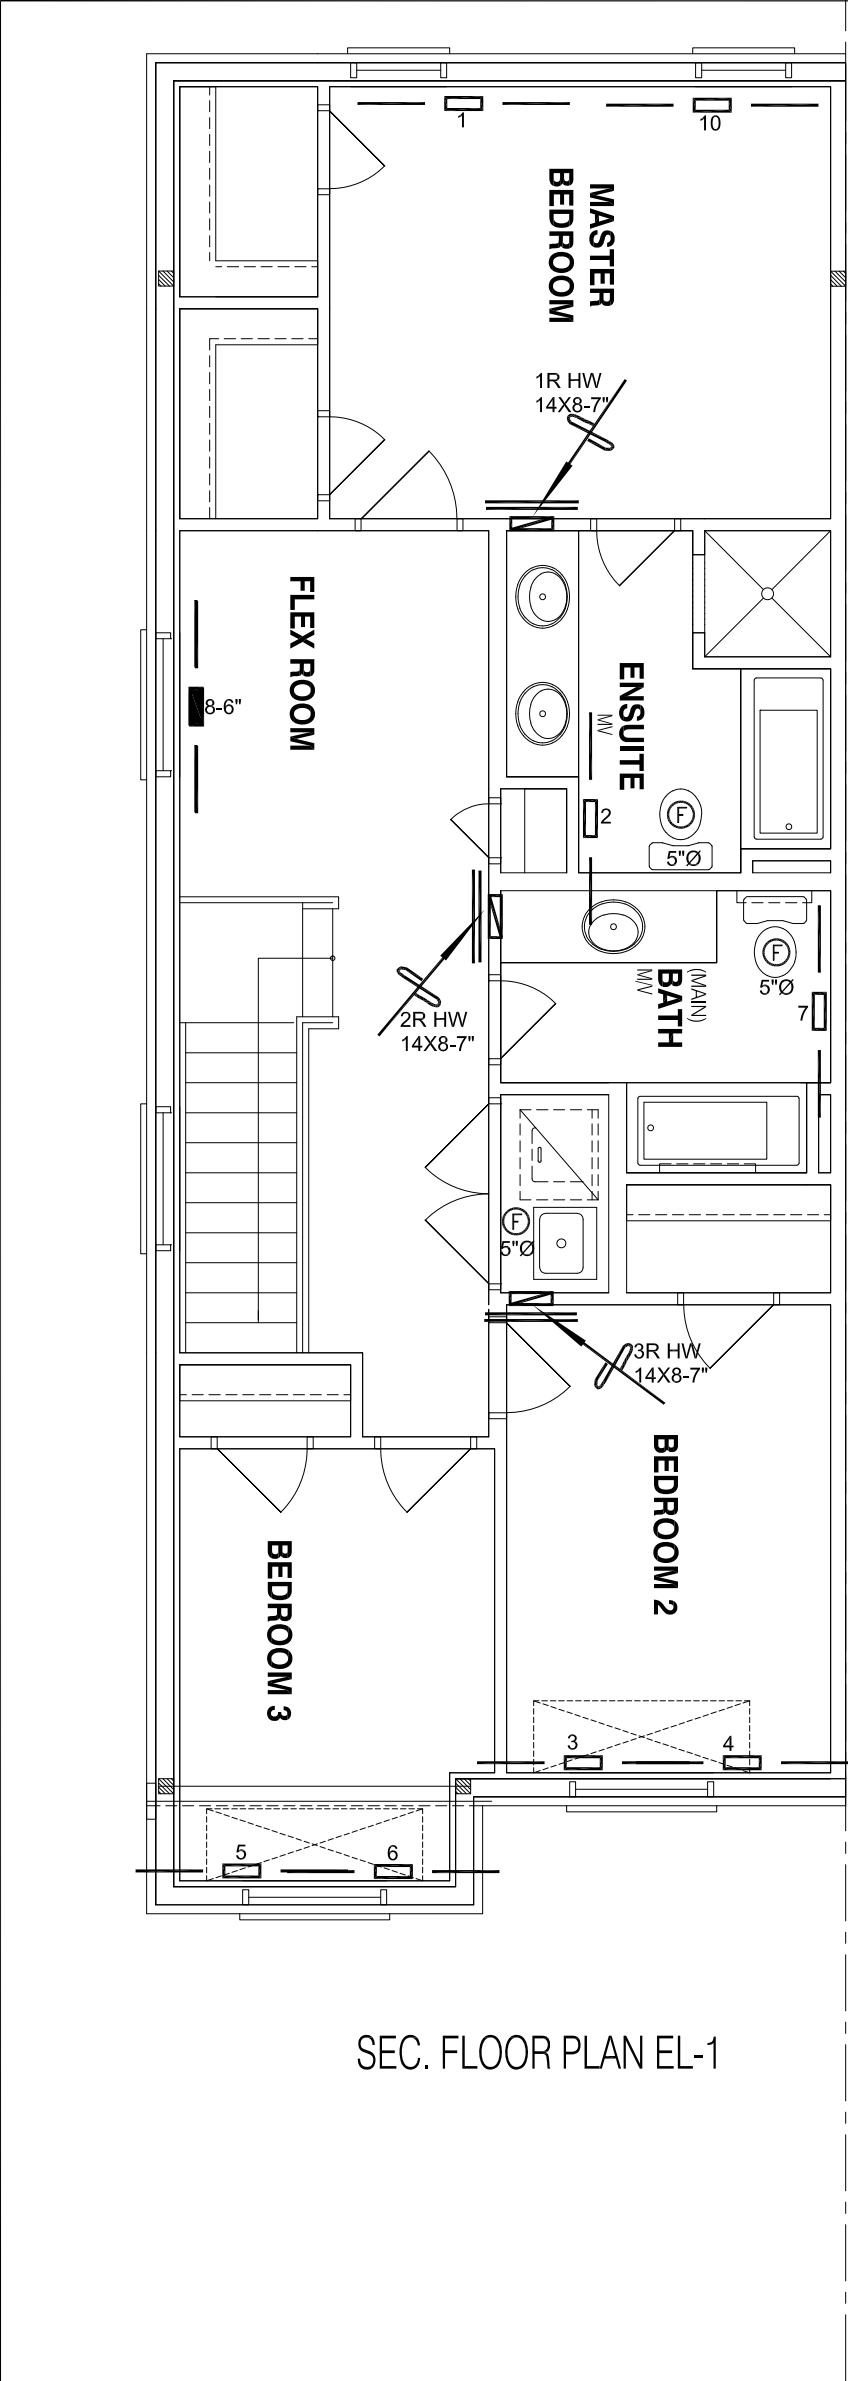 1
10
MASTER
BEDROOM
1R HW
14X8-7"
FLEX ROOM
8-6"
ENSUITE
MV
2
F
5"Ø
BATH
(MAIN)
MV
F
5"Ø
7
2R HW
14X8-7"
F
5"Ø
3R HW
14X8-7"
BEDROOM 2
BEDROOM 3
3
4
5
6
SEC. FLOOR PLAN EL-1